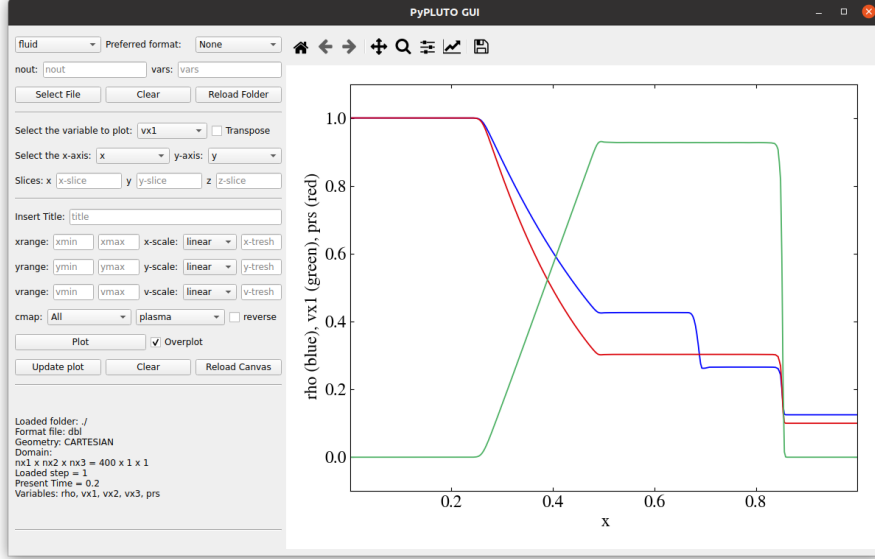 PyPLUTO GUI
fluid Preferred format: None
nout: nout vars: vars
Select File Clear Reload Folder
Select the variable to plot: vx1 Transpose
Select the x-axis: x y-axis: y
Slices: x x-slice y y-slice z z-slice
Insert Title: title
xrange: xmin xmax x-scale: linear x-tresh
yrange: ymin ymax y-scale: linear y-tresh
vrange: vmin vmax v-scale: linear v-tresh
cmap: All plasma reverse
Plot Overplot
Update plot Clear Reload Canvas
Loaded folder: ./
Format file: dbl
Geometry: CARTESIAN
Domain:
nx1 x nx2 x nx3 = 400 x 1 x 1
Loaded step = 1
Present Time = 0.2
Variables: rho, vx1, vx2, vx3, prs
rho (blue), vx1 (green), prs (red)
1.0
0.8
0.6
0.4
0.2
0.0
0.2 0.4 0.6 0.8
x